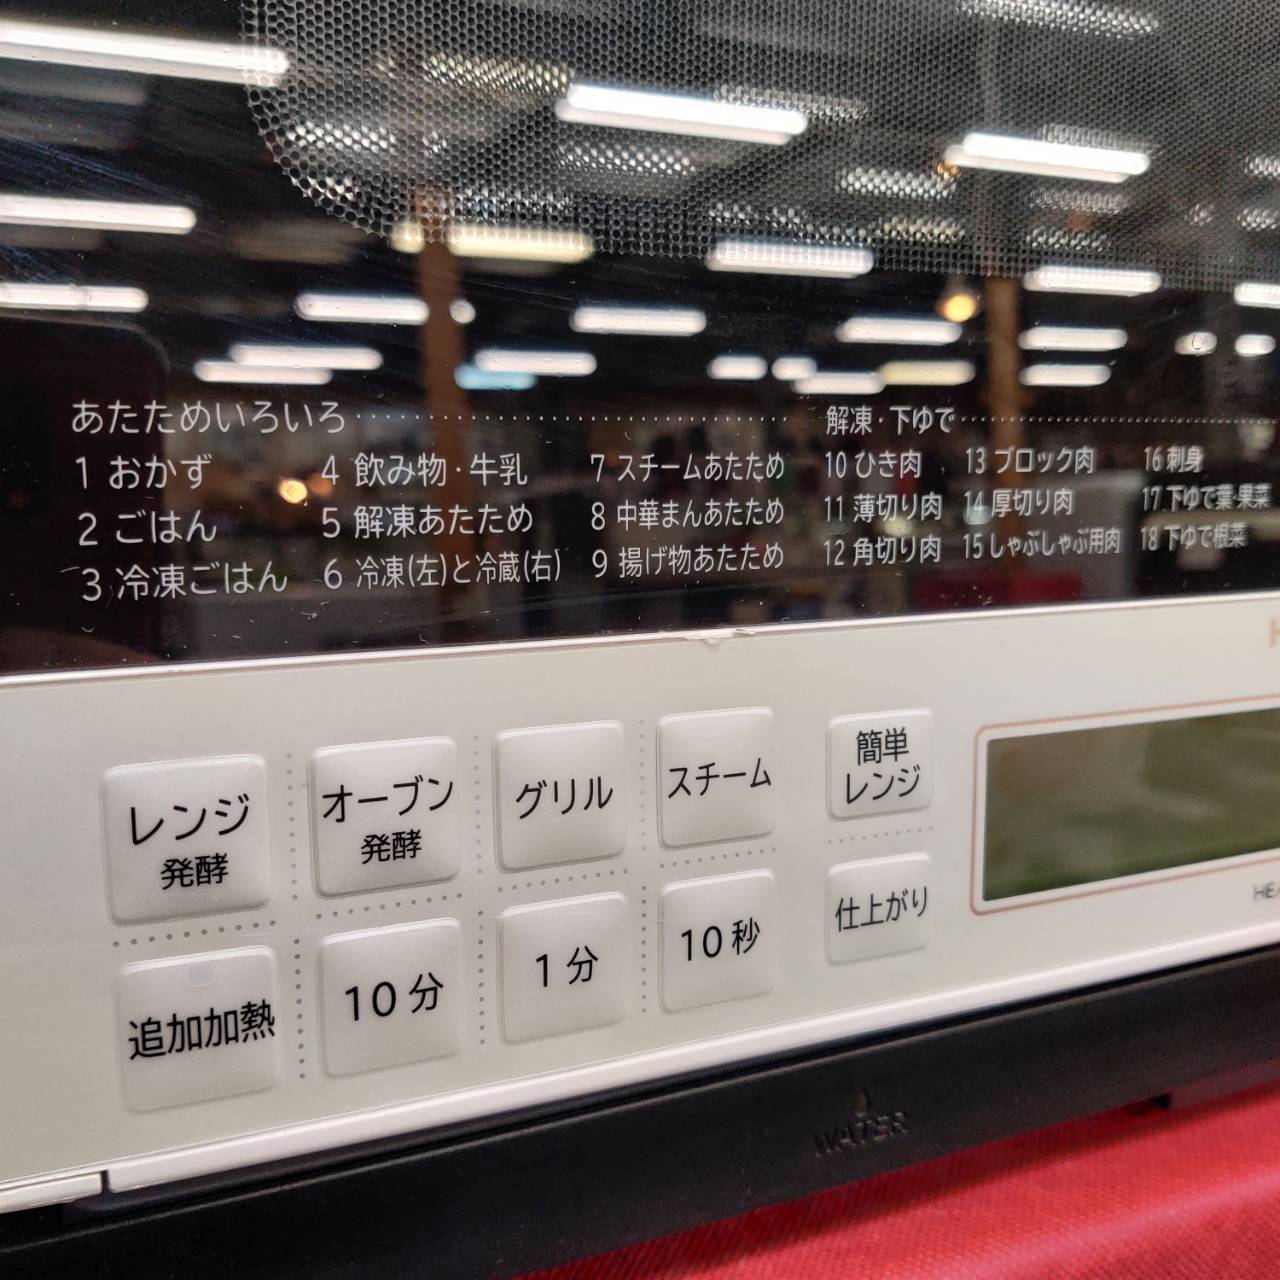 あたためいろいろ
1 おかず
2 ごはん
3 冷凍ごはん
4 飲み物・牛乳
5 解凍あたため
6 冷凍(左)と冷蔵(右)
7 スチームあたため
8 中華まんあたため
9 揚げ物あたため
解凍・下ゆで
10 ひき肉
11 薄切り肉
12 角切り肉
13 ブロック肉
14 厚切り肉
15 しゃぶしゃぶ用肉
16 刺身
17 下ゆで葉・果菜
18 下ゆで根菜
レンジ
発酵
オーブン
発酵
グリル
スチーム
簡単
レンジ
追加加熱
10分
1分
10秒
仕上がり
WATER